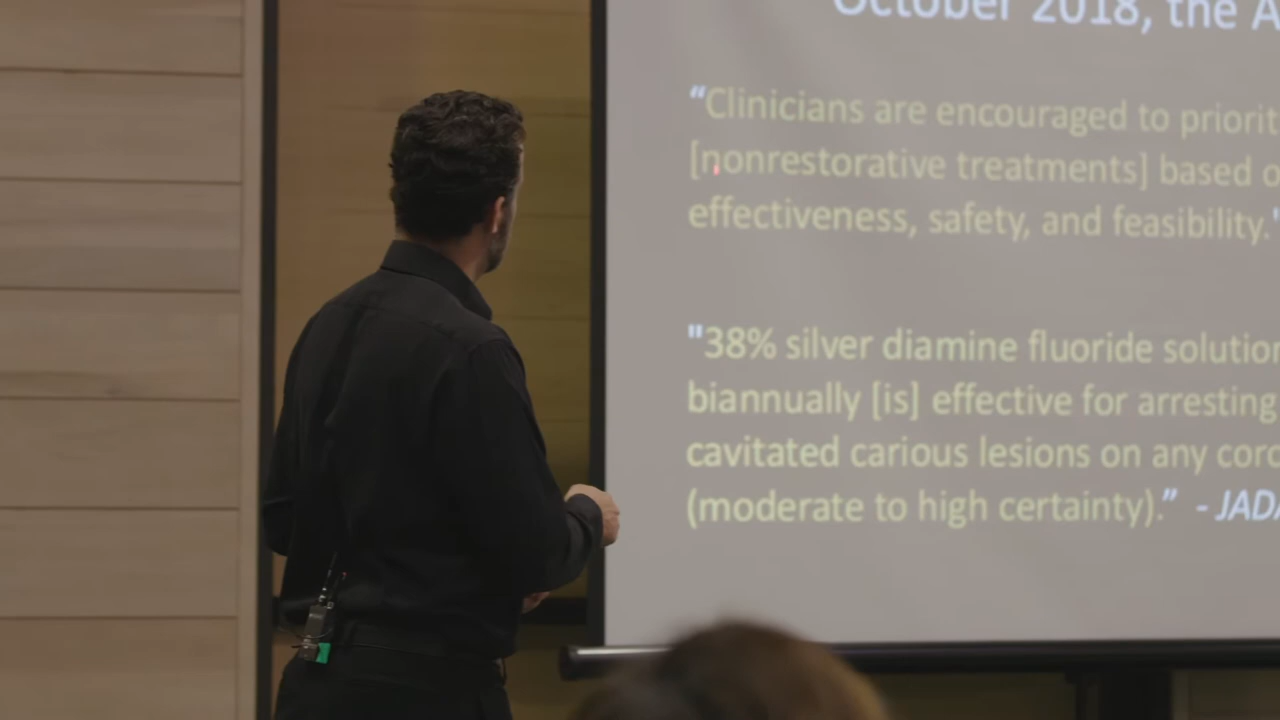 October 2018, the A
“Clinicians are encouraged to priorit
[nonrestorative treatments] based o
effectiveness, safety, and feasibility."
"38% silver diamine fluoride solution
biannually [is] effective for arresting
cavitated carious lesions on any coro
(moderate to high certainty).” - JADA